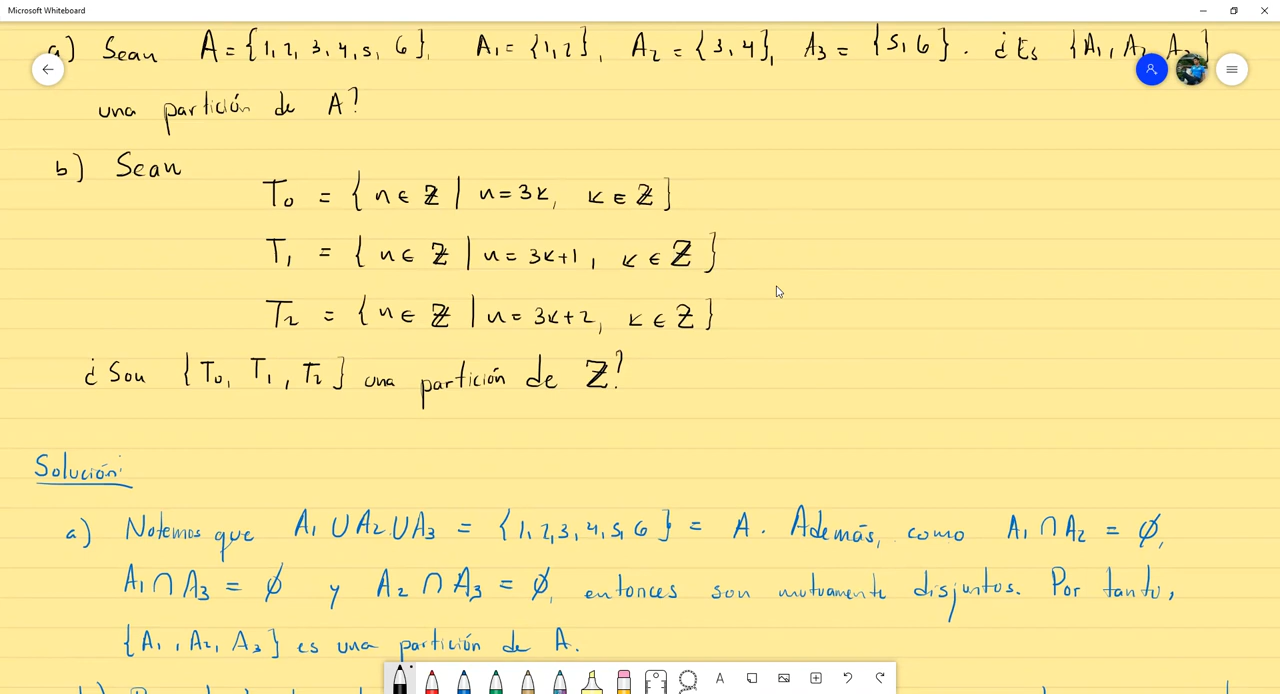 Microsoft Whiteboard
a) Sean A = {1, 2, 3, 4, 5, 6}, A₁ = {1, 2}, A₂ = {3, 4}, A₃ = {5, 6}. ¿Es {A₁, A₂, A₃}
una partición de A?
b) Sean
T₀ = {n ∈ ℤ | n = 3k, k ∈ ℤ}
T₁ = {n ∈ ℤ | n = 3k+1, k ∈ ℤ}
T₂ = {n ∈ ℤ | n = 3k+2, k ∈ ℤ}
¿Son {T₀, T₁, T₂} una partición de ℤ?
Solución:
a) Notemos que A₁ ∪ A₂ ∪ A₃ = {1, 2, 3, 4, 5, 6} = A. Además, como A₁ ∩ A₂ = ∅,
A₁ ∩ A₃ = ∅ y A₂ ∩ A₃ = ∅, entonces son mutuamente disjuntos. Por tanto,
{A₁, A₂, A₃} es una partición de A.
b)